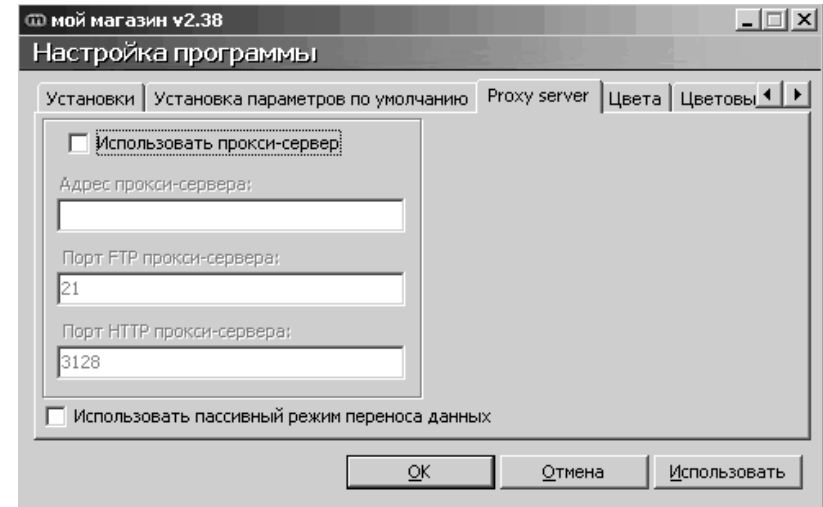 мой магазин v2.38
Настройка программы
Установки Установка параметров по умолчанию Proxy server Цвета Цветовы
Использовать прокси-сервер
Адрес прокси-сервера:
Порт FTP прокси-сервера:
21
Порт HTTP прокси-сервера:
3128
Использовать пассивный режим переноса данных
OK Отмена Использовать